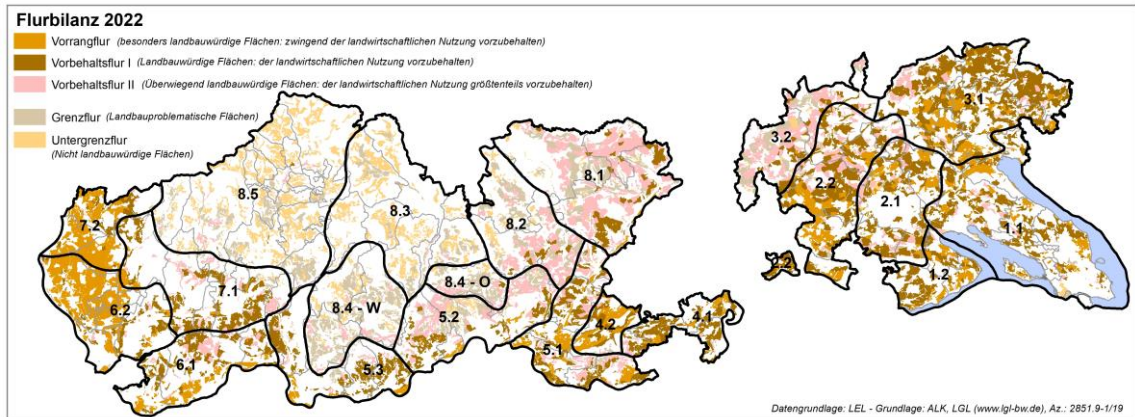 Flurbilanz 2022
Vorrangflur (besonders landbauwürdige Flächen: zwingend der landwirtschaftlichen Nutzung vorzubehalten)
Vorbehaltsflur I (Landbauwürdige Flächen: der landwirtschaftlichen Nutzung vorzubehalten)
Vorbehaltsflur II (Überwiegend landbauwürdige Flächen: der landwirtschaftlichen Nutzung größtenteils vorzubehalten)
Grenzflur (Landbauproblematische Flächen)
Untergrenzflur
(Nicht landbauwürdige Flächen)
3.1
3.2
8.1
2.2
8.5
2.1
7.2
8.3
8.2
1.1
2.2
1.2
8.4 - O
7.1
6.2
8.4 - W
5.2
4.1
4.2
5.1
6.1
5.3
Datengrundlage: LEL - Grundlage: ALK, LGL (www.lgl-bw.de), Az.: 2851.9-1/19